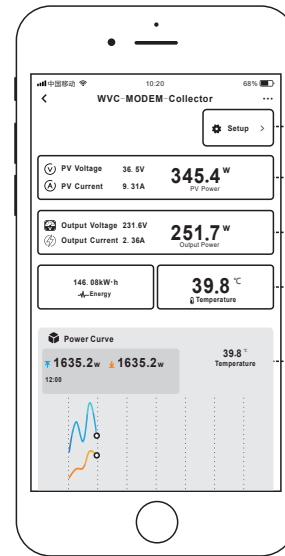 中国移动 10:20 68%
WVC-MODEM-Collector ...
Setup >
PV Voltage 36. 5V
PV Current 9. 31A
345.4 W
PV Power
Output Voltage 231.6V
Output Current 2. 36A
251.7 W
Output Power
146. 08kW·h
Energy
39.8 ℃
Temperature
Power Curve
1635.2w 1635.2w
12:00
39.8 ℃
Temperature